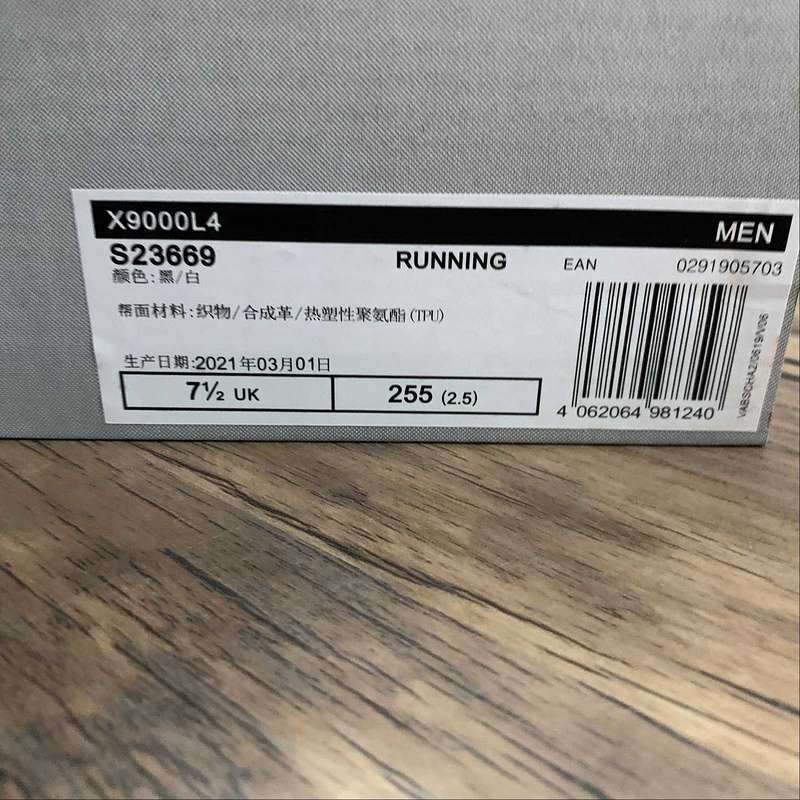 X9000L4
MEN
S23669
RUNNING
EAN
0291905703
颜色:黑/白
帮面材料:织物/合成革/热塑性聚氨酯(TPU)
生产日期:2021年03月01日
7½ UK
255 (2.5)
4 062064 981240